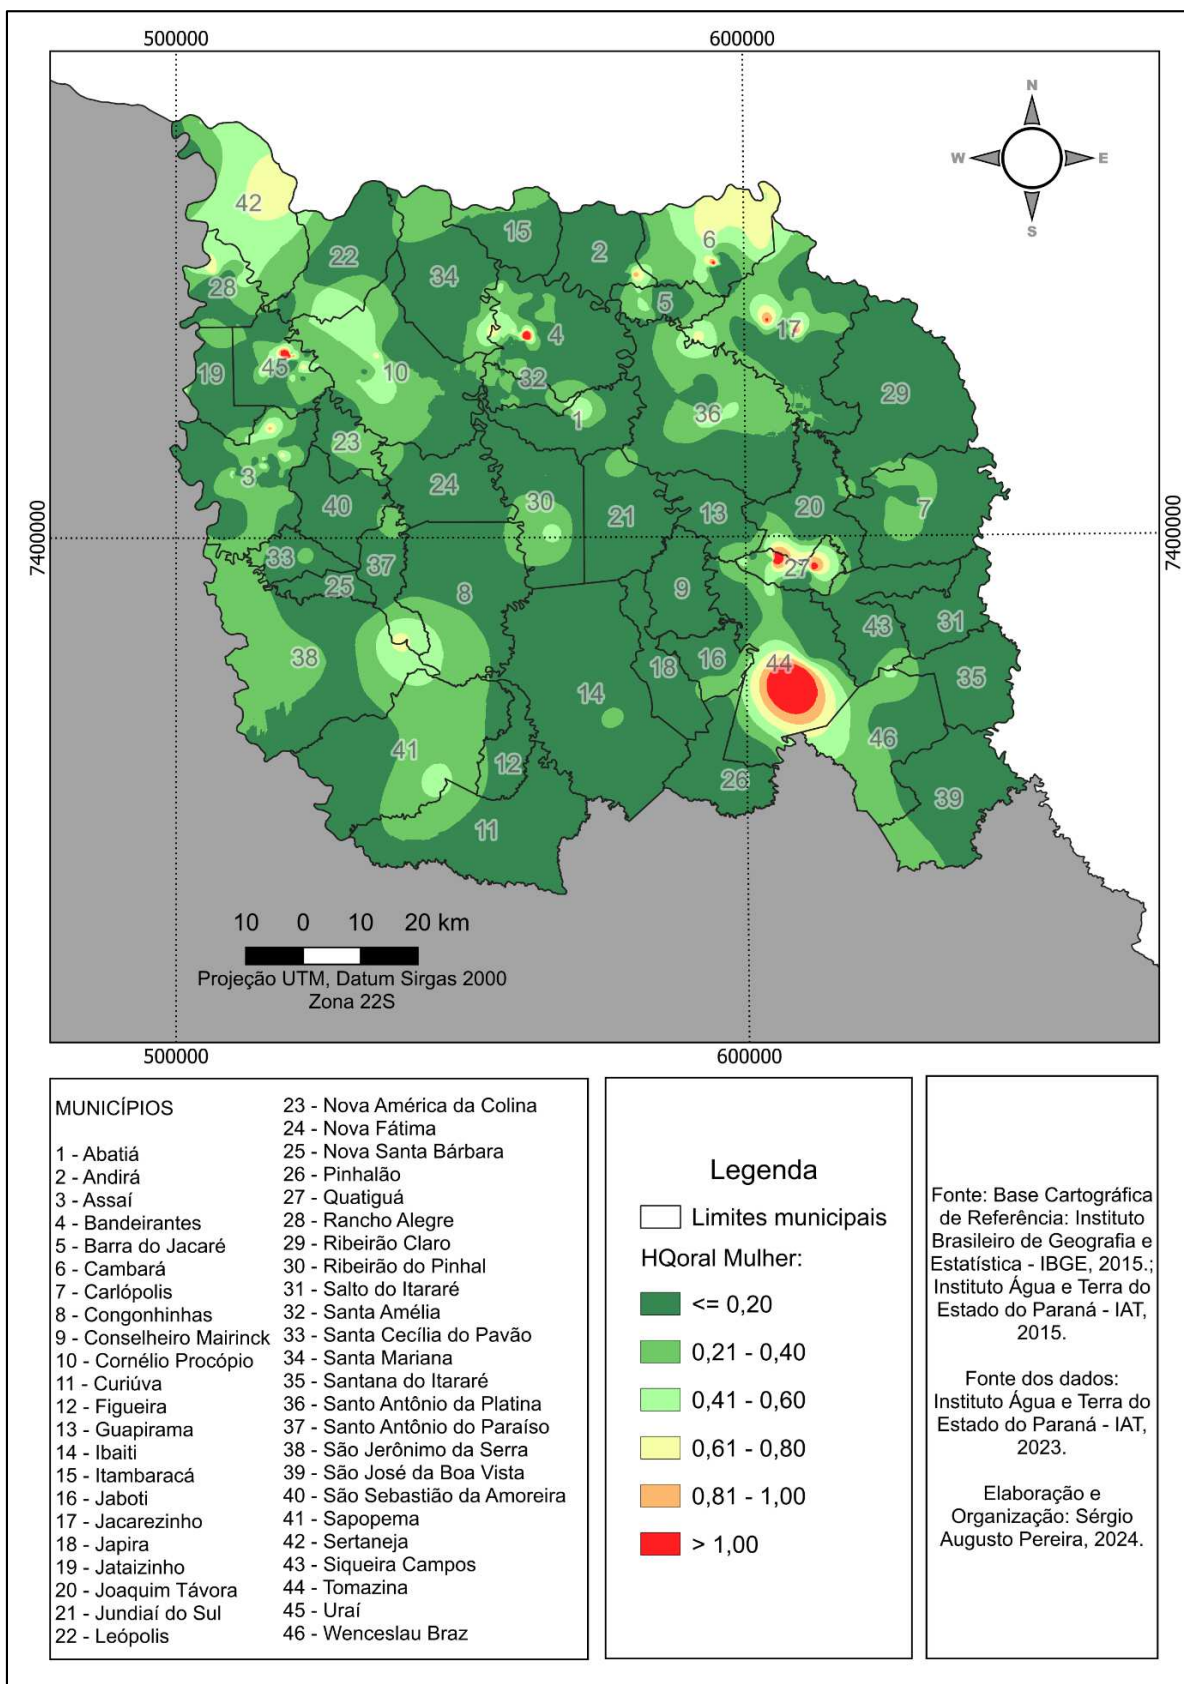 500000
600000
N
W
E
S
42
15
2
6
22
28
34
5
17
4
45
19
10
32
29
1
36
23
3
24
30
40
21
13
20
7
7400000
7400000
33
37
27
25
8
9
43
31
38
18
16
44
35
14
46
41
12
26
39
11
10 0 10 20 km
Projeção UTM, Datum Sirgas 2000
Zona 22S
500000
600000
MUNICÍPIOS
1 - Abatiá
2 - Andirá
3 - Assaí
4 - Bandeirantes
5 - Barra do Jacaré
6 - Cambará
7 - Carlópolis
8 - Congonhinhas
9 - Conselheiro Mairinck
10 - Cornélio Procópio
11 - Curiúva
12 - Figueira
13 - Guapirama
14 - Ibaiti
15 - Itambaracá
16 - Jaboti
17 - Jacarezinho
18 - Japira
19 - Jataizinho
20 - Joaquim Távora
21 - Jundiaí do Sul
22 - Leópolis
23 - Nova América da Colina
24 - Nova Fátima
25 - Nova Santa Bárbara
26 - Pinhalão
27 - Quatiguá
28 - Rancho Alegre
29 - Ribeirão Claro
30 - Ribeirão do Pinhal
31 - Salto do Itararé
32 - Santa Amélia
33 - Santa Cecília do Pavão
34 - Santa Mariana
35 - Santana do Itararé
36 - Santo Antônio da Platina
37 - Santo Antônio do Paraíso
38 - São Jerônimo da Serra
39 - São José da Boa Vista
40 - São Sebastião da Amoreira
41 - Sapopema
42 - Sertaneja
43 - Siqueira Campos
44 - Tomazina
45 - Uraí
46 - Wenceslau Braz
Legenda
Limites municipais
HQoral Mulher:
<= 0,20
0,21 - 0,40
0,41 - 0,60
0,61 - 0,80
0,81 - 1,00
> 1,00
Fonte: Base Cartográfica
de Referência: Instituto
Brasileiro de Geografia e
Estatística - IBGE, 2015.;
Instituto Água e Terra do
Estado do Paraná - IAT,
2015.
Fonte dos dados:
Instituto Água e Terra do
Estado do Paraná - IAT,
2023.
Elaboração e
Organização: Sérgio
Augusto Pereira, 2024.